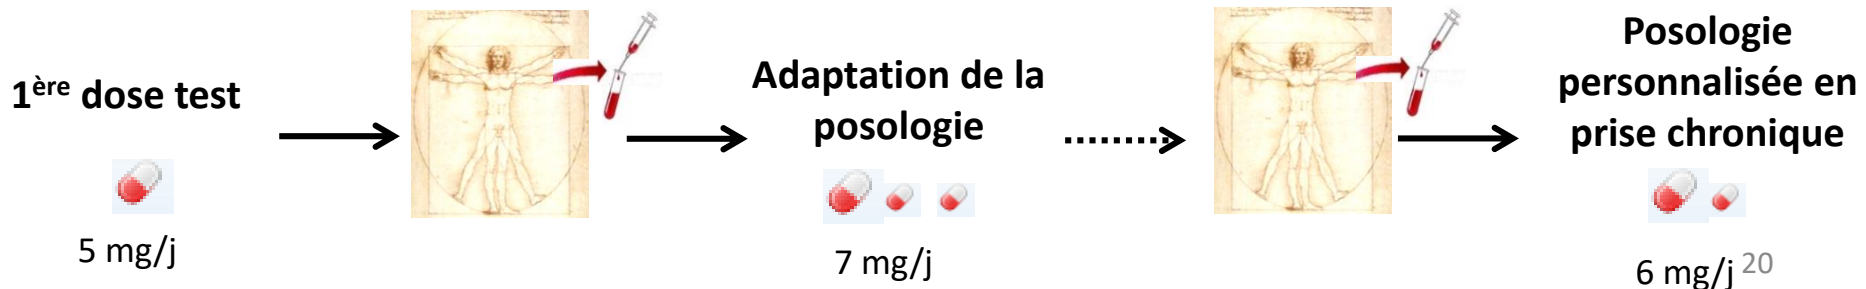 1ère dose test
5 mg/j
Adaptation de la
posologie
7 mg/j
Posologie
personnalisée en
prise chronique
6 mg/j
20